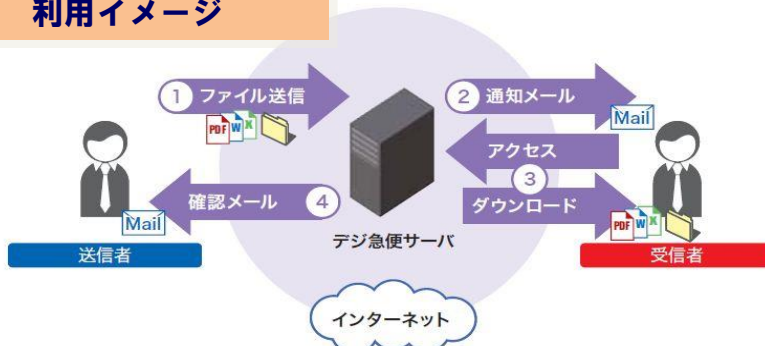 利用イメージ
1 ファイル送信
PDF W X
2 通知メール
Mail
アクセス
3
ダウンロード
PDF W X
確認メール 4
Mail
デジ急便サーバ
送信者
受信者
インターネット